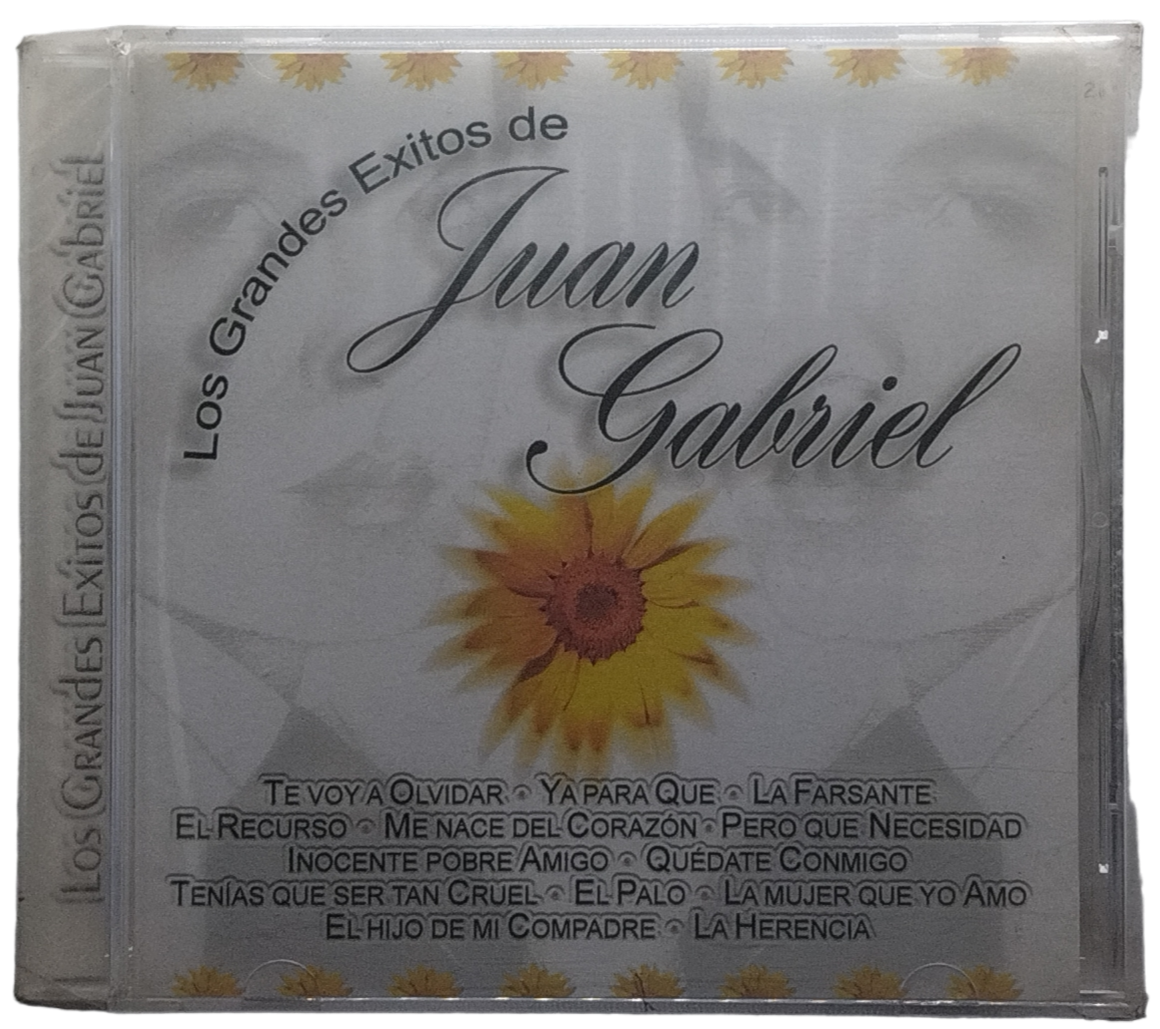 Los Grandes Exitos de
Juan
Gabriel
TE VOY A OLVIDAR • YA PARA QUE • LA FARSANTE
EL RECURSO • ME NACE DEL CORAZÓN • PERO QUE NECESIDAD
INOCENTE POBRE AMIGO • QUÉDATE CONMIGO
TENÍAS QUE SER TAN CRUEL • EL PALO • LA MUJER QUE YO AMO
EL HIJO DE MI COMPADRE • LA HERENCIA
LOS GRANDES EXITOS DE JUAN GABRIEL